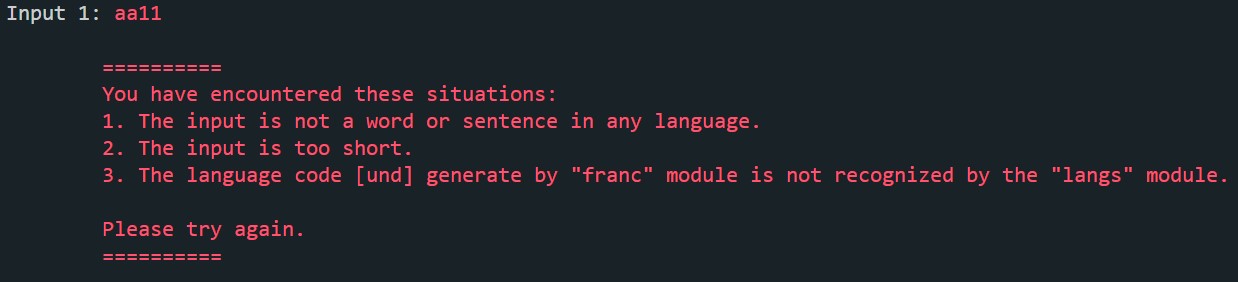 Input 1: aa11
==========
You have encountered these situations:
1. The input is not a word or sentence in any language.
2. The input is too short.
3. The language code [und] generate by "franc" module is not recognized by the "langs" module.
Please try again.
==========